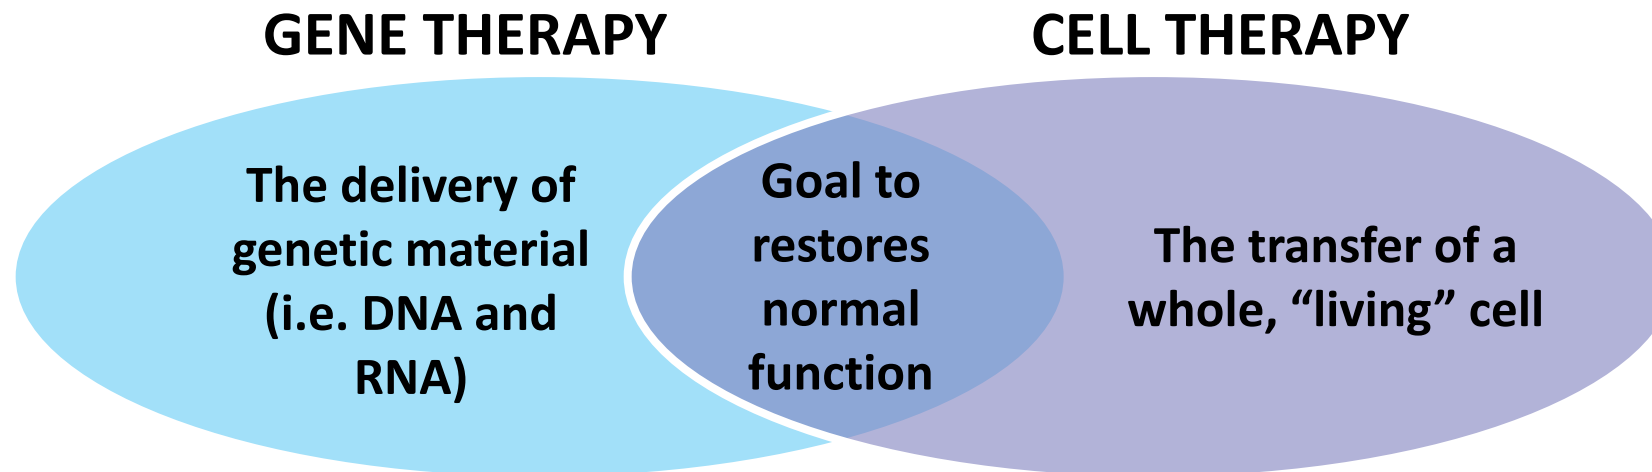 GENE THERAPY
CELL THERAPY
The delivery of
genetic material
(i.e. DNA and
RNA)
Goal to
restores
normal
function
The transfer of a
whole, “living” cell